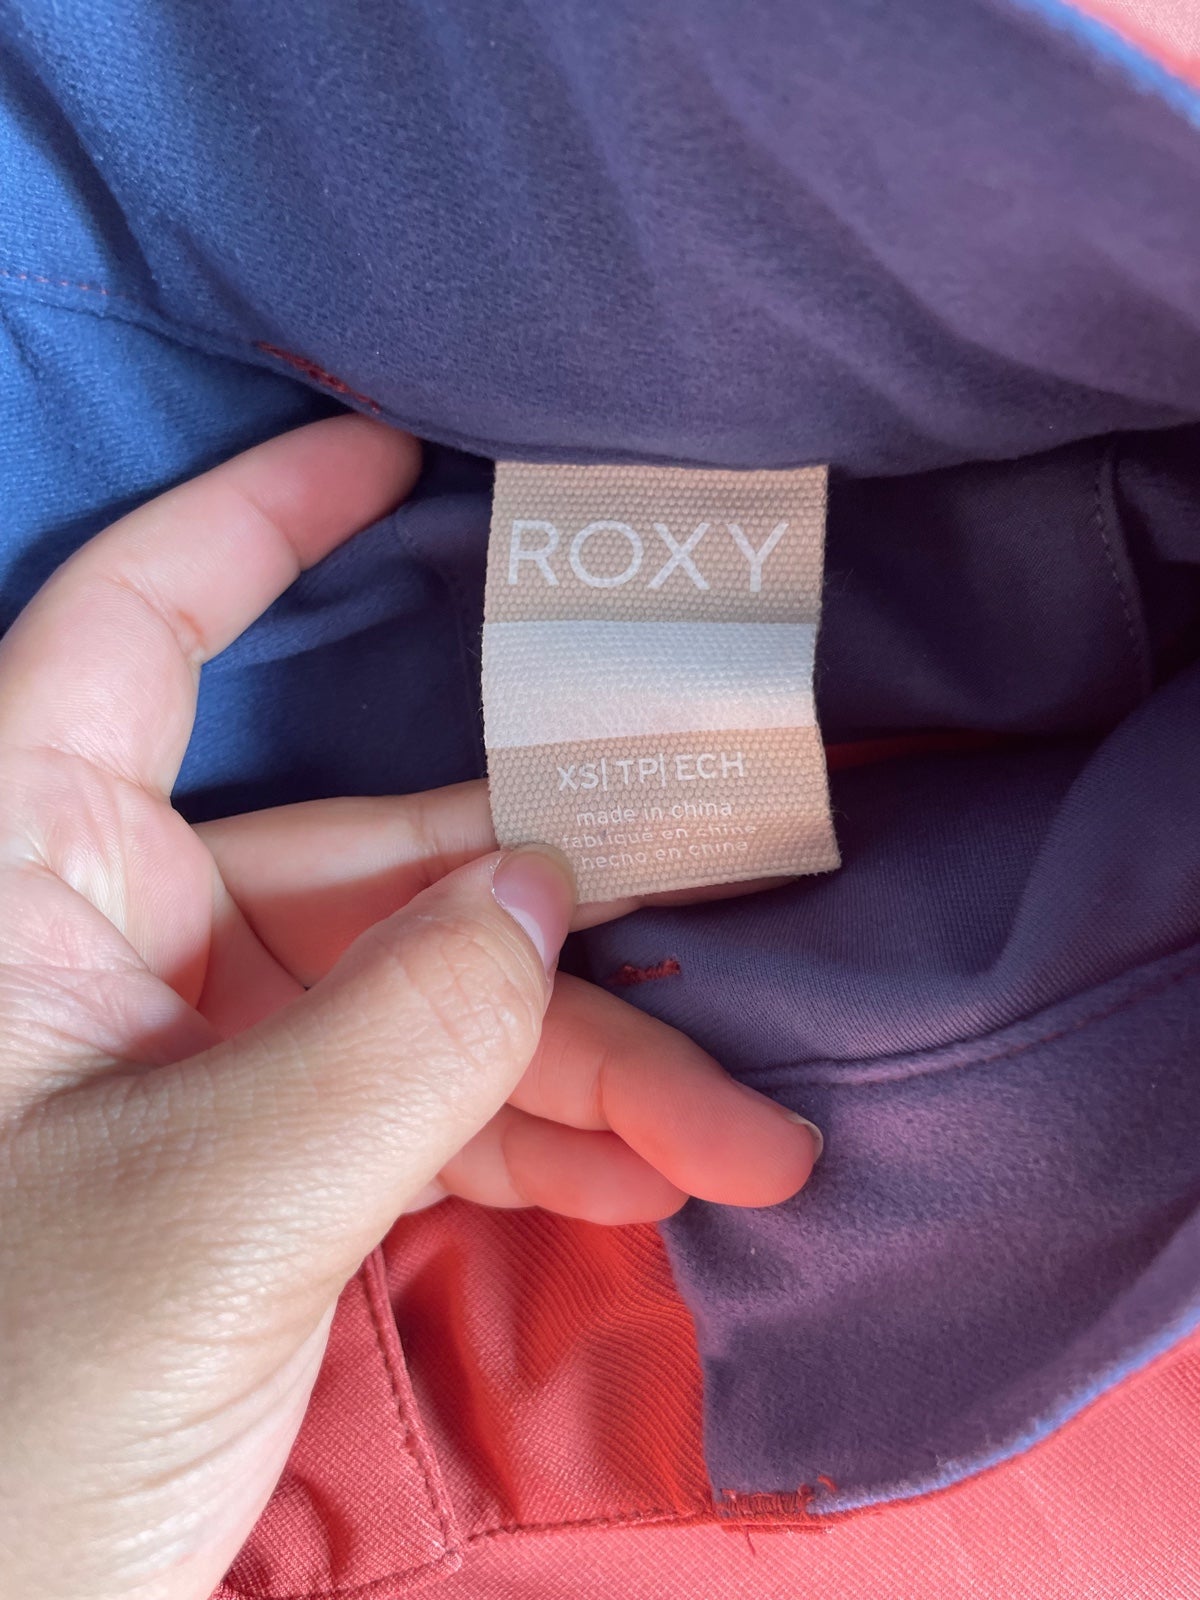 ROXY
XS| TP| ECH
made in china
fabriqué en chine
hecho en china